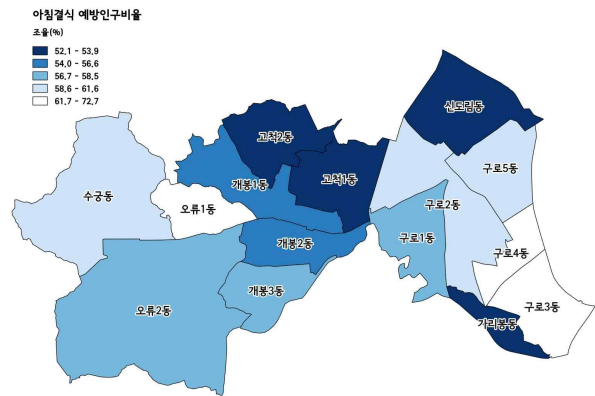 아침결식 예방인구비율
조율(%)
52,1 - 53,9
54,0 - 56,6
56,7 - 58,5
58,6 - 61,6
61,7 - 72,7
신도림동
고척2동
구로5동
개봉1동
고척1동
수궁동
오류1동
구로2동
구로1동
개봉2동
구로4동
개봉3동
오류2동
구로3동
가리봉동